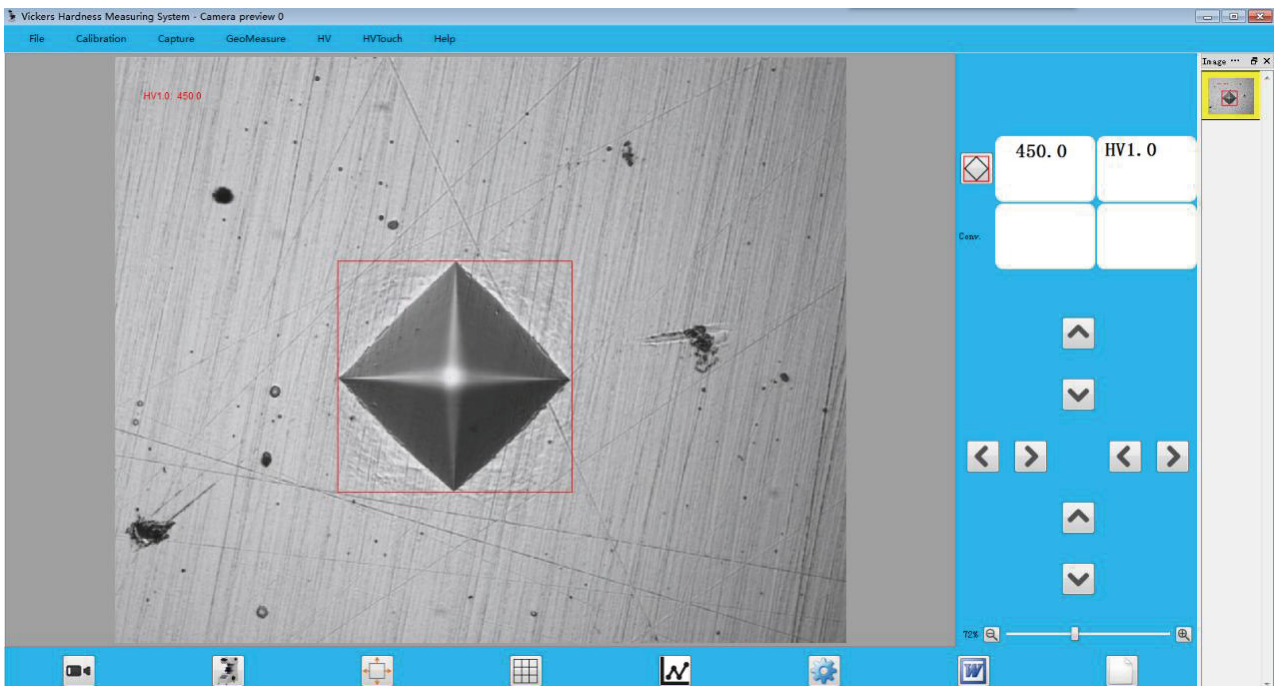 Vickers Hardness Measuring System - Camera preview 0
File Calibration Capture GeoMeasure HV HVTouch Help
Image ...
HV1.0: 450.0
450.0 HV1.0
Conv.
72%
W